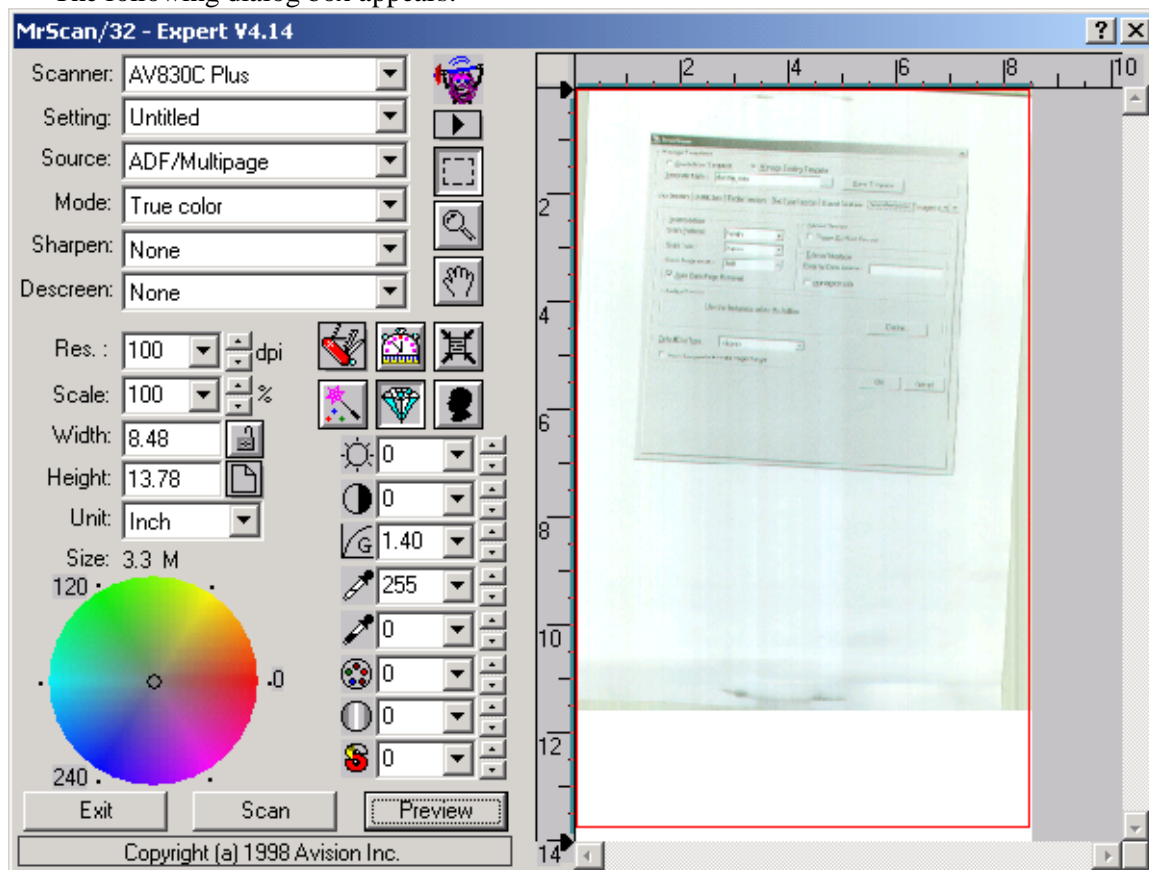 The following dialog box appears:
MrScan/32 - Expert V4.14
Scanner: AV830C Plus
Setting: Untitled
Source: ADF/Multipage
Mode: True color
Sharpen: None
Descreen: None
Res. : 100 dpi
Scale: 100 %
Width: 8.48
Height: 13.78
Unit: Inch
Size: 3.3 M
0
0
G 1.40
255
0
0
0
0
120
0
240
Exit Scan Preview
Copyright (a) 1998 Avision Inc.
2 4 6 8 10
2
4
6
8
10
12
14